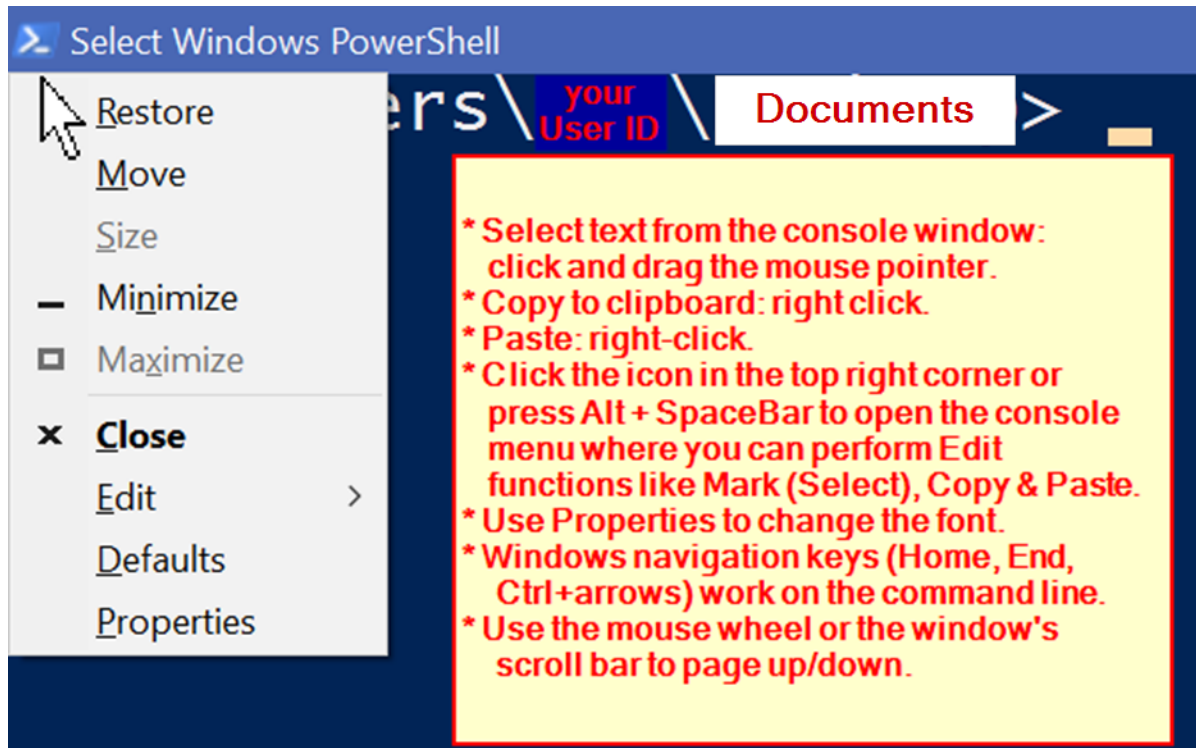 Select Windows PowerShell
ers\ your User ID \ Documents >
Restore
Move
Size
Minimize
Maximize
Close
Edit
Defaults
Properties
* Select text from the console window:
click and drag the mouse pointer.
* Copy to clipboard: right click.
* Paste: right-click.
* Click the icon in the top right corner or
press Alt + SpaceBar to open the console
menu where you can perform Edit
functions like Mark (Select), Copy & Paste.
* Use Properties to change the font.
* Windows navigation keys (Home, End,
Ctrl+arrows) work on the command line.
* Use the mouse wheel or the window's
scroll bar to page up/down.